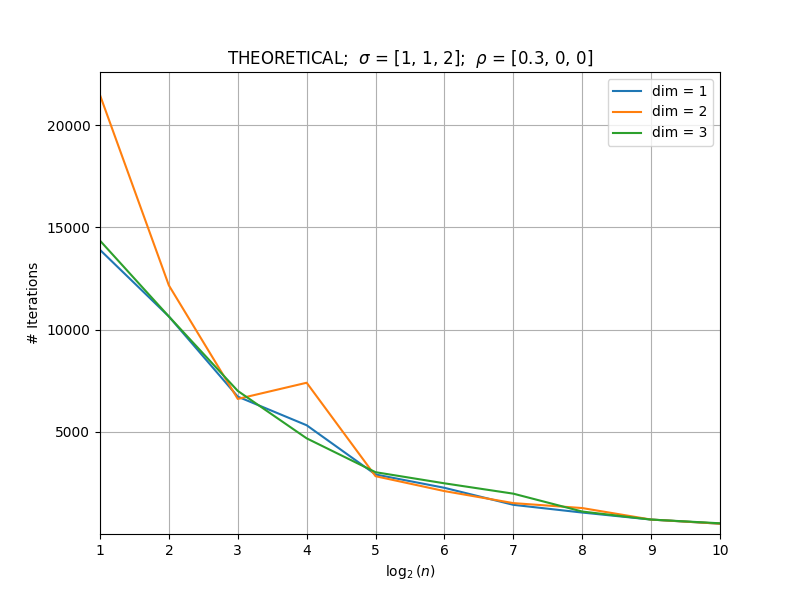 THEORETICAL; σ = [1, 1, 2]; ρ = [0.3, 0, 0]
dim = 1
dim = 2
dim = 3
20000
15000
10000
5000
# Iterations
1 2 3 4 5 6 7 8 9 10
log₂(n)